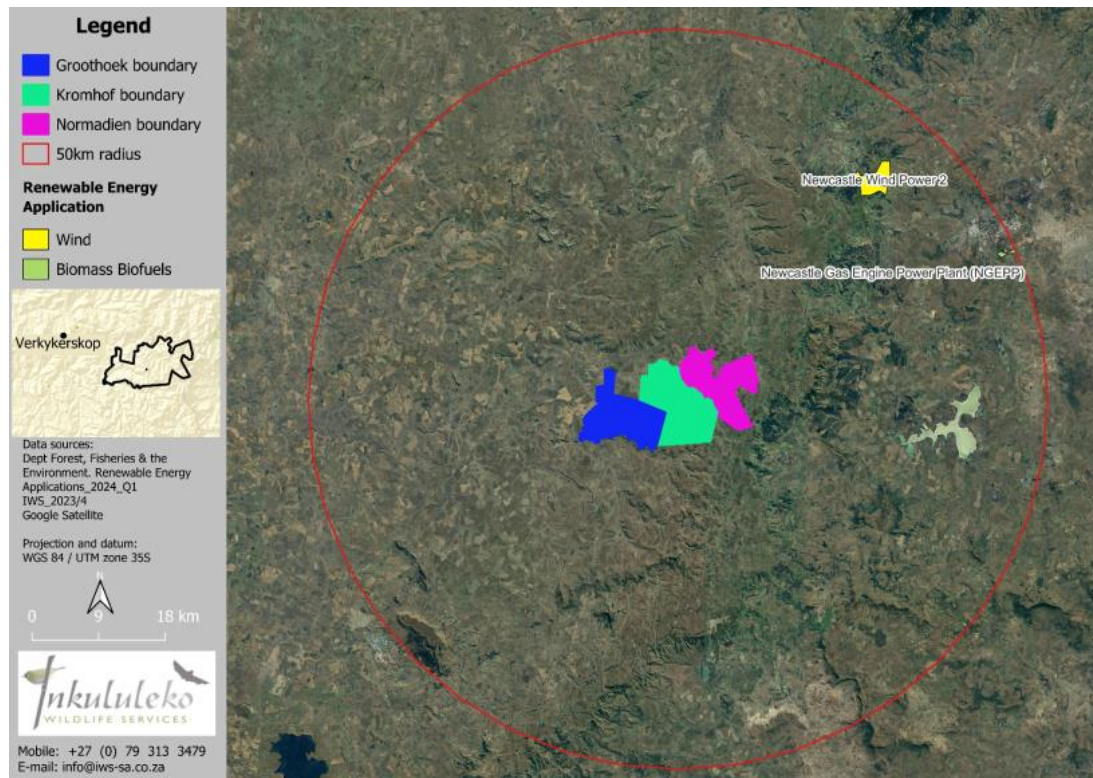 Legend
Groothoek boundary
Kromhof boundary
Normadien boundary
50km radius
Renewable Energy
Application
Wind
Biomass Biofuels
Verkykerskop
Data sources:
Dept Forest, Fisheries & the
Environment. Renewable Energy
Applications_2024_Q1
IWS_2023/4
Google Satellite
Projection and datum:
WGS 84 / UTM zone 35S
N
0 9 18 km
Inkululeko
WILDLIFE SERVICES
Mobile: +27 (0) 79 313 3479
E-mail: info@iws-sa.co.za
Newcastle Wind Power 2
Newcastle Gas Engine Power Plant (NGEPP)